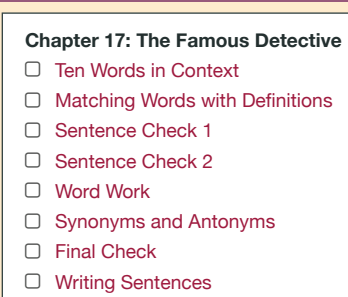 Chapter 17: The Famous Detective
Ten Words in Context
Matching Words with Definitions
Sentence Check 1
Sentence Check 2
Word Work
Synonyms and Antonyms
Final Check
Writing Sentences